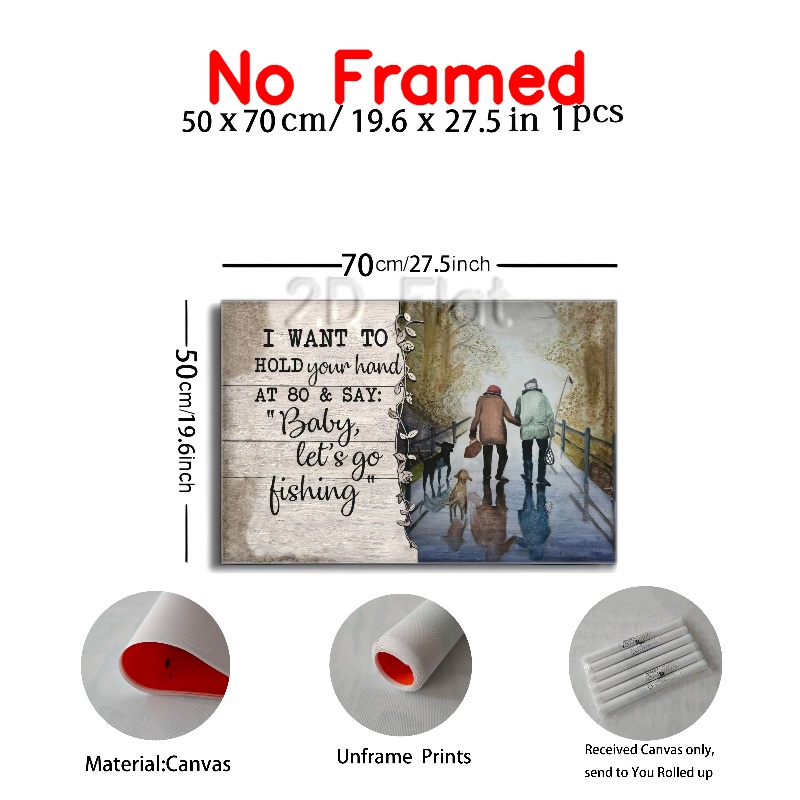 No Framed
50 x 70 cm/ 19.6 x 27.5 in 1pcs
70cm/27.5inch
2D Flat
50cm/19.6inch
I WANT TO
HOLD your hand
AT 80 & SAY:
"Baby,
let's go
fishing"
Material:Canvas
Unframe Prints
Received Canvas only,
send to You Rolled up